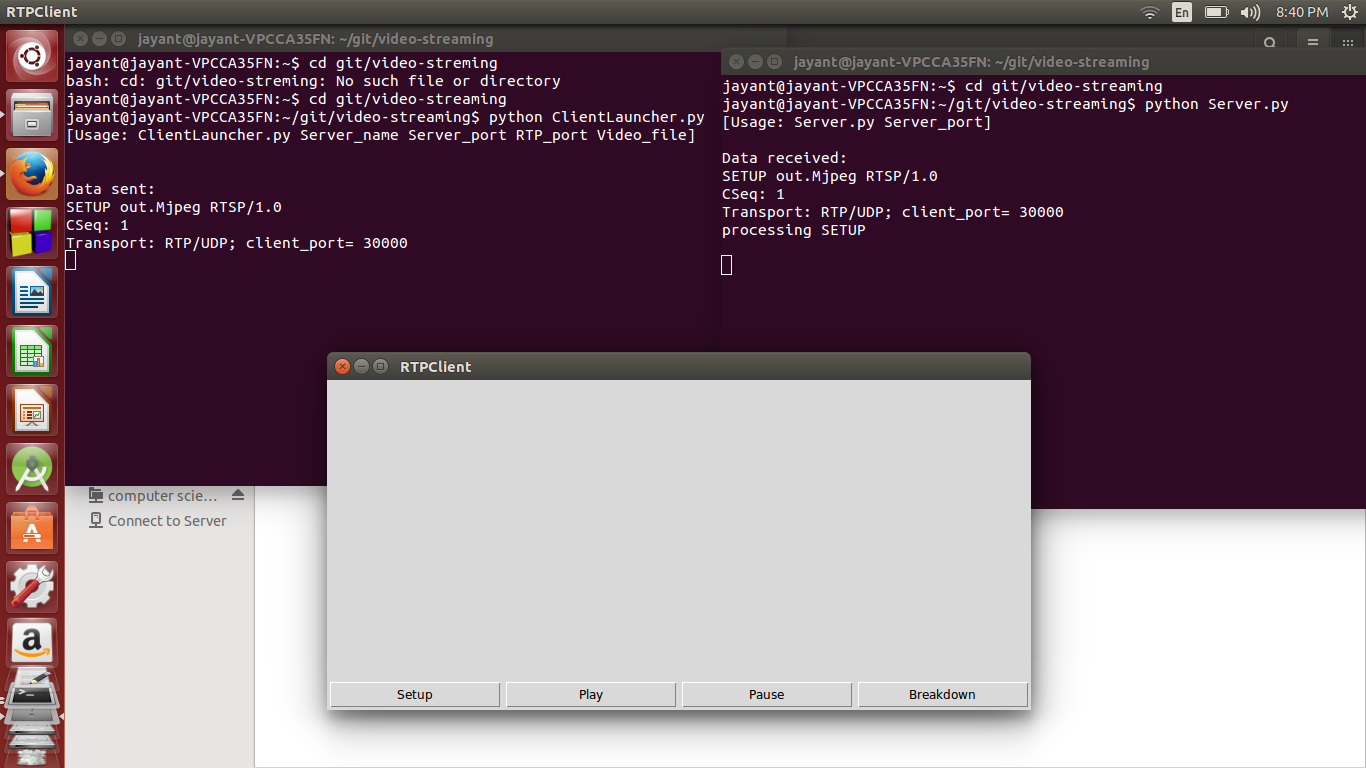 RTPClient
En
8:40 PM
jayant@jayant-VPCCA35FN: ~/git/video-streaming
jayant@jayant-VPCCA35FN:~$ cd git/video-streming
bash: cd: git/video-streming: No such file or directory
jayant@jayant-VPCCA35FN:~$ cd git/video-streaming
jayant@jayant-VPCCA35FN:~/git/video-streaming$ python ClientLauncher.py
[Usage: ClientLauncher.py Server_name Server_port RTP_port Video_file]
Data sent:
SETUP out.Mjpeg RTSP/1.0
CSeq: 1
Transport: RTP/UDP; client_port= 30000
jayant@jayant-VPCCA35FN: ~/git/video-streaming
jayant@jayant-VPCCA35FN:~$ cd git/video-streaming
jayant@jayant-VPCCA35FN:~/git/video-streaming$ python Server.py
[Usage: Server.py Server_port]
Data received:
SETUP out.Mjpeg RTSP/1.0
CSeq: 1
Transport: RTP/UDP; client_port= 30000
processing SETUP
RTPClient
Setup
Play
Pause
Breakdown
computer scie...
Connect to Server